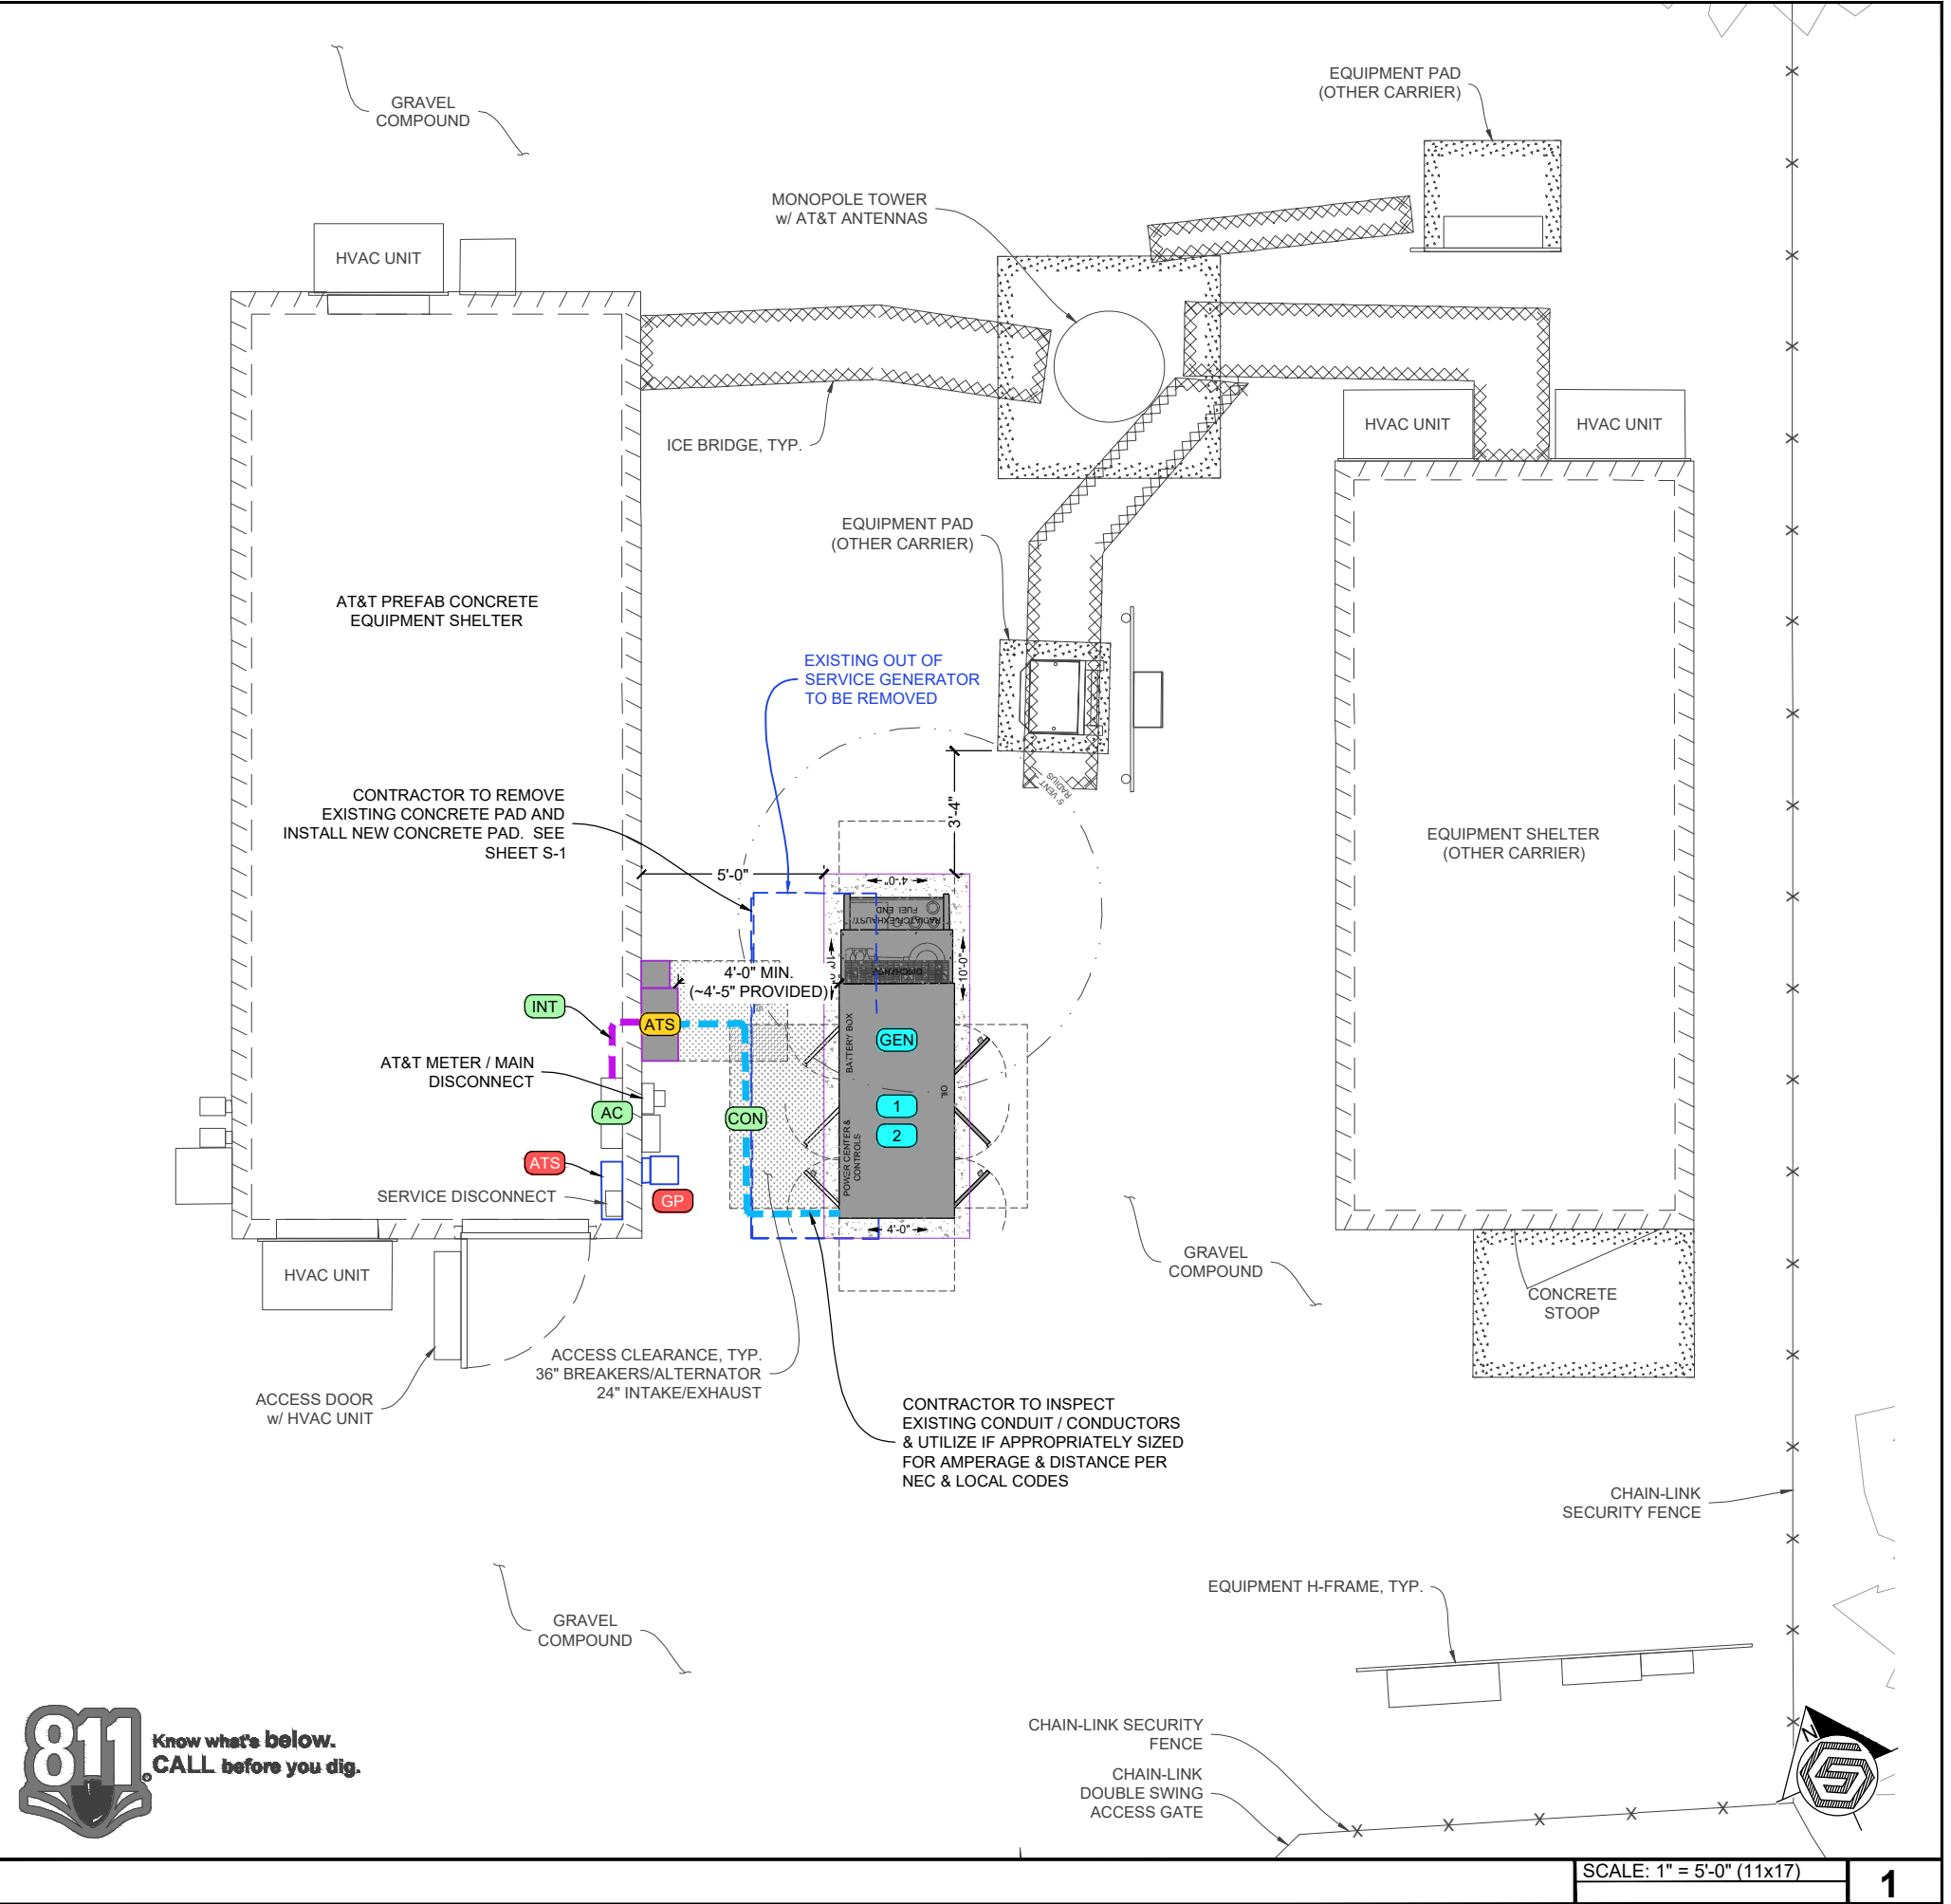 GRAVEL
COMPOUND
EQUIPMENT PAD
(OTHER CARRIER)
MONOPOLE TOWER
w/ AT&T ANTENNAS
HVAC UNIT
ICE BRIDGE, TYP.
HVAC UNIT
HVAC UNIT
EQUIPMENT PAD
(OTHER CARRIER)
AT&T PREFAB CONCRETE
EQUIPMENT SHELTER
EXISTING OUT OF
SERVICE GENERATOR
TO BE REMOVED
CONTRACTOR TO REMOVE
EXISTING CONCRETE PAD AND
INSTALL NEW CONCRETE PAD. SEE
SHEET S-1
5' VENT
RADIUS
3'-4"
5'-0"
4'-0"
RADIATOR/EXHAUST/
FUEL END
EQUIPMENT SHELTER
(OTHER CARRIER)
4'-0" MIN.
(~4'-5" PROVIDED)
10'-0"
DISCHARGE
INT
ATS
GEN
BATTERY BOX
AT&T METER / MAIN
DISCONNECT
AC
CON
1
2
OIL
POWER CENTER &
CONTROLS
ATS
SERVICE DISCONNECT
GP
4'-0"
HVAC UNIT
GRAVEL
COMPOUND
CONCRETE
STOOP
ACCESS CLEARANCE, TYP.
36" BREAKERS/ALTERNATOR
24" INTAKE/EXHAUST
ACCESS DOOR
w/ HVAC UNIT
CONTRACTOR TO INSPECT
EXISTING CONDUIT / CONDUCTORS
& UTILIZE IF APPROPRIATELY SIZED
FOR AMPERAGE & DISTANCE PER
NEC & LOCAL CODES
CHAIN-LINK
SECURITY FENCE
EQUIPMENT H-FRAME, TYP.
GRAVEL
COMPOUND
811
Know what's below.
CALL before you dig.
CHAIN-LINK SECURITY
FENCE
CHAIN-LINK
DOUBLE SWING
ACCESS GATE
N
SCALE: 1" = 5'-0" (11x17)
1